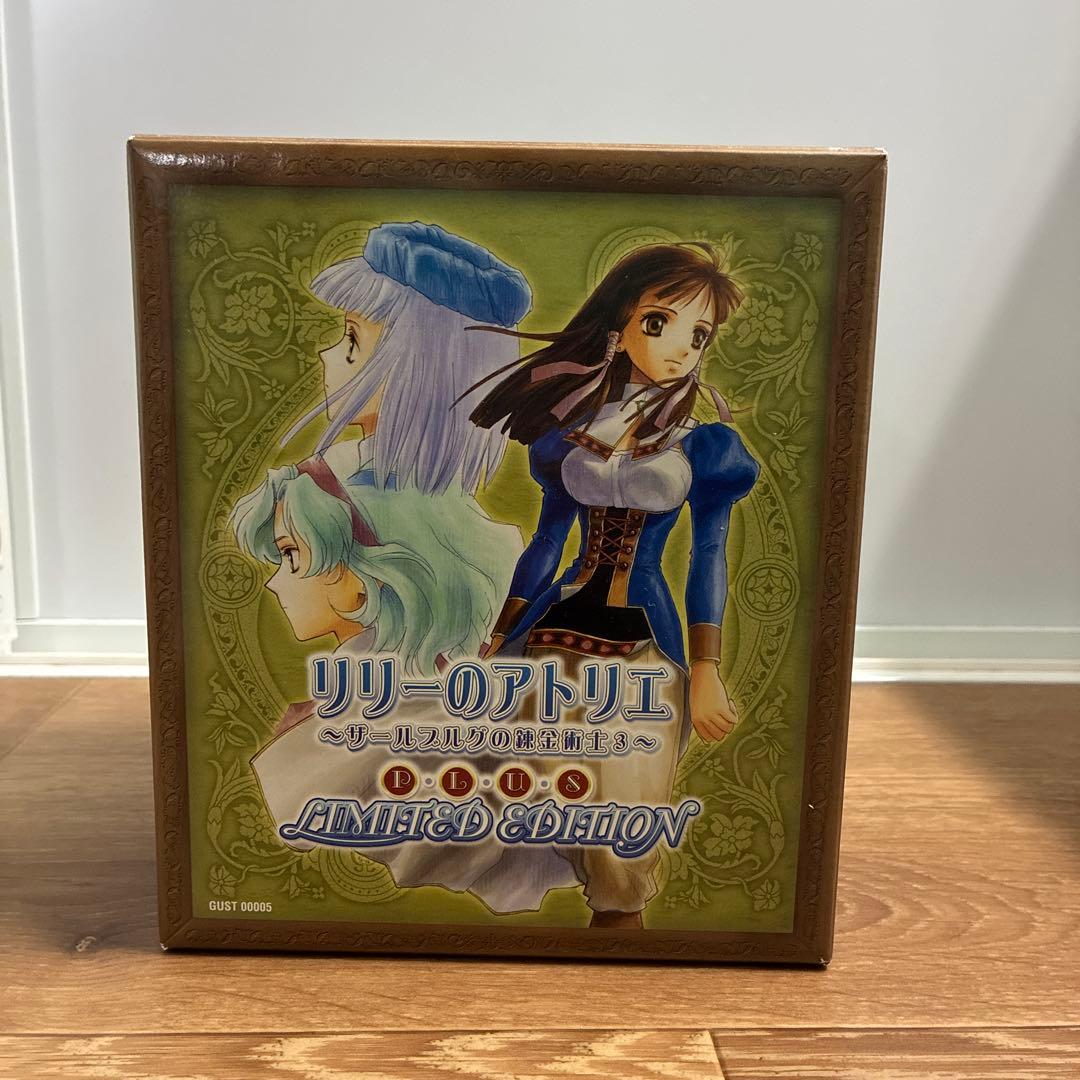 リリーのアトリエ
～ザールブルグの錬金術士3～
P・L・U・S
LIMITED EDITION
GUST 00005